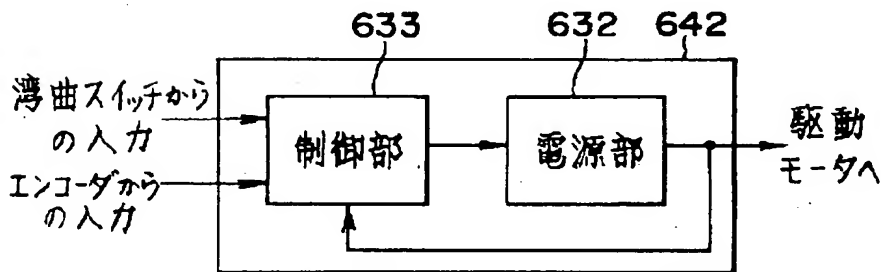 633
632
642
湾曲スイッチから
の入力
エンコーダから
の入力
制御部
電源部
駆動
モータへ